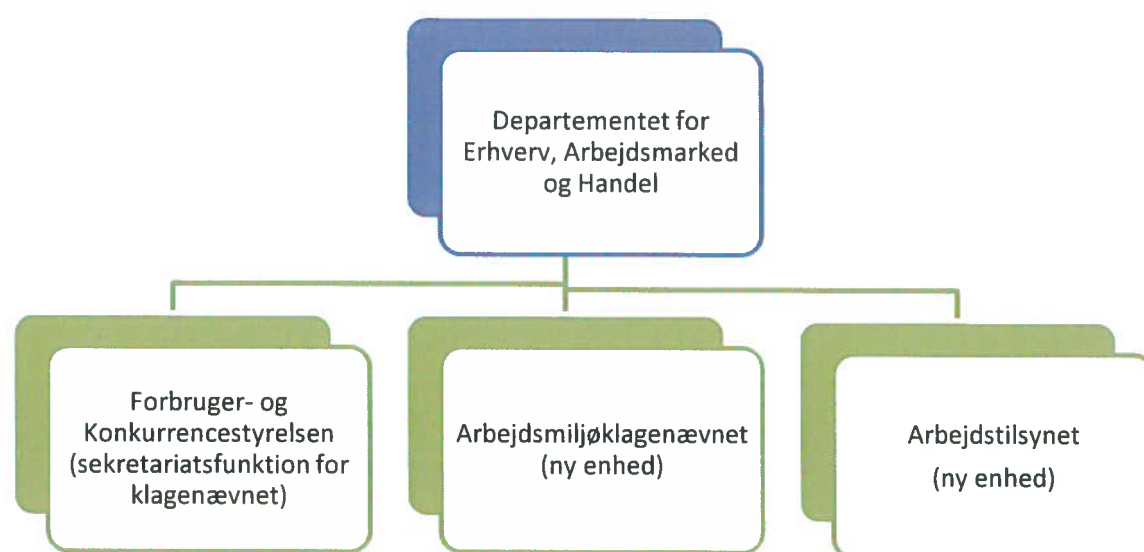 Departementet for
Erhverv, Arbejdsmarked
og Handel
Forbruger- og
Konkurrencestyrelsen
(sekretariatsfunktion for
klagenævnet)
Arbejdsmiljøklagenævnet
(ny enhed)
Arbejdstilsynet
(ny enhed)